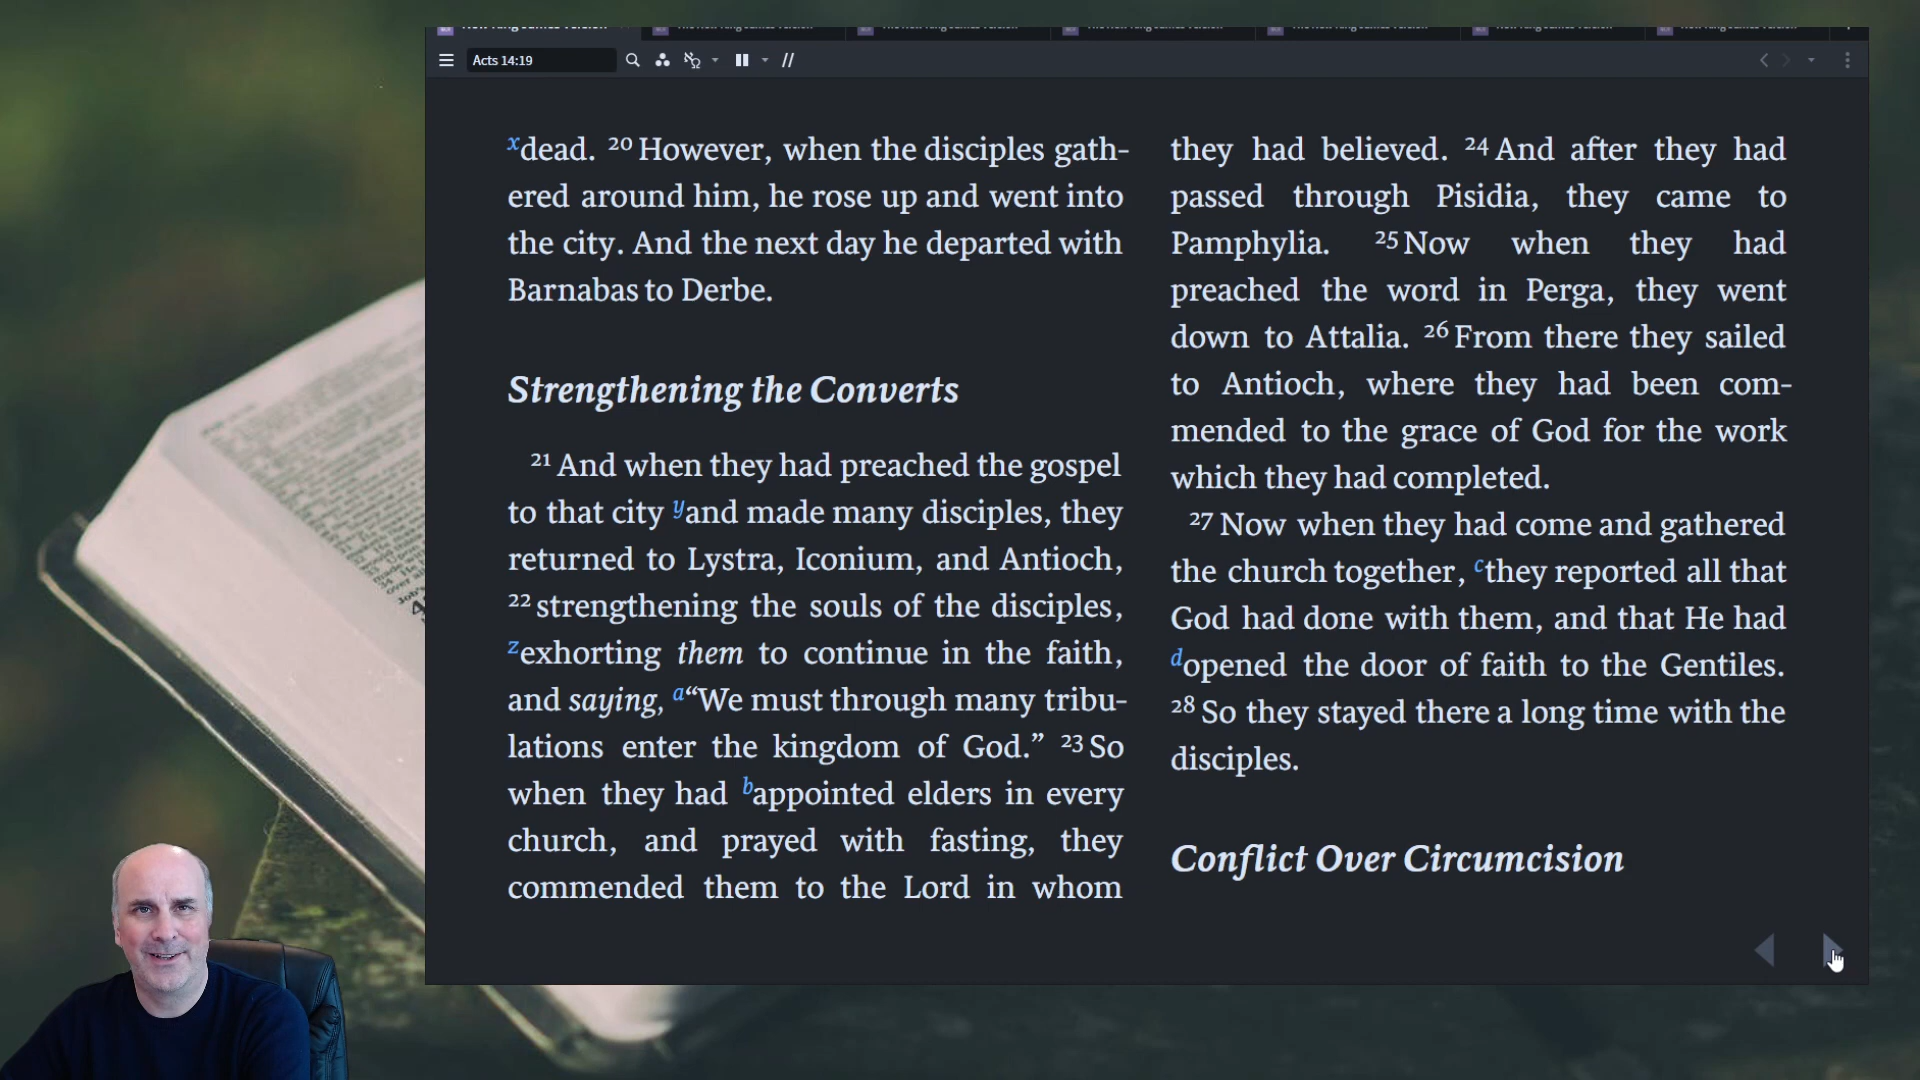 Acts 14:19
xdead. 20 However, when the disciples gath-
ered around him, he rose up and went into
the city. And the next day he departed with
Barnabas to Derbe.
Strengthening the Converts
21 And when they had preached the gospel
to that city yand made many disciples, they
returned to Lystra, Iconium, and Antioch,
22 strengthening the souls of the disciples,
zexhorting them to continue in the faith,
and saying, a“We must through many tribu-
lations enter the kingdom of God.” 23 So
when they had bappointed elders in every
church, and prayed with fasting, they
commended them to the Lord in whom
they had believed. 24 And after they had
passed through Pisidia, they came to
Pamphylia. 25 Now when they had
preached the word in Perga, they went
down to Attalia. 26 From there they sailed
to Antioch, where they had been com-
mended to the grace of God for the work
which they had completed.
27 Now when they had come and gathered
the church together, cthey reported all that
God had done with them, and that He had
dopened the door of faith to the Gentiles.
28 So they stayed there a long time with the
disciples.
Conflict Over Circumcision